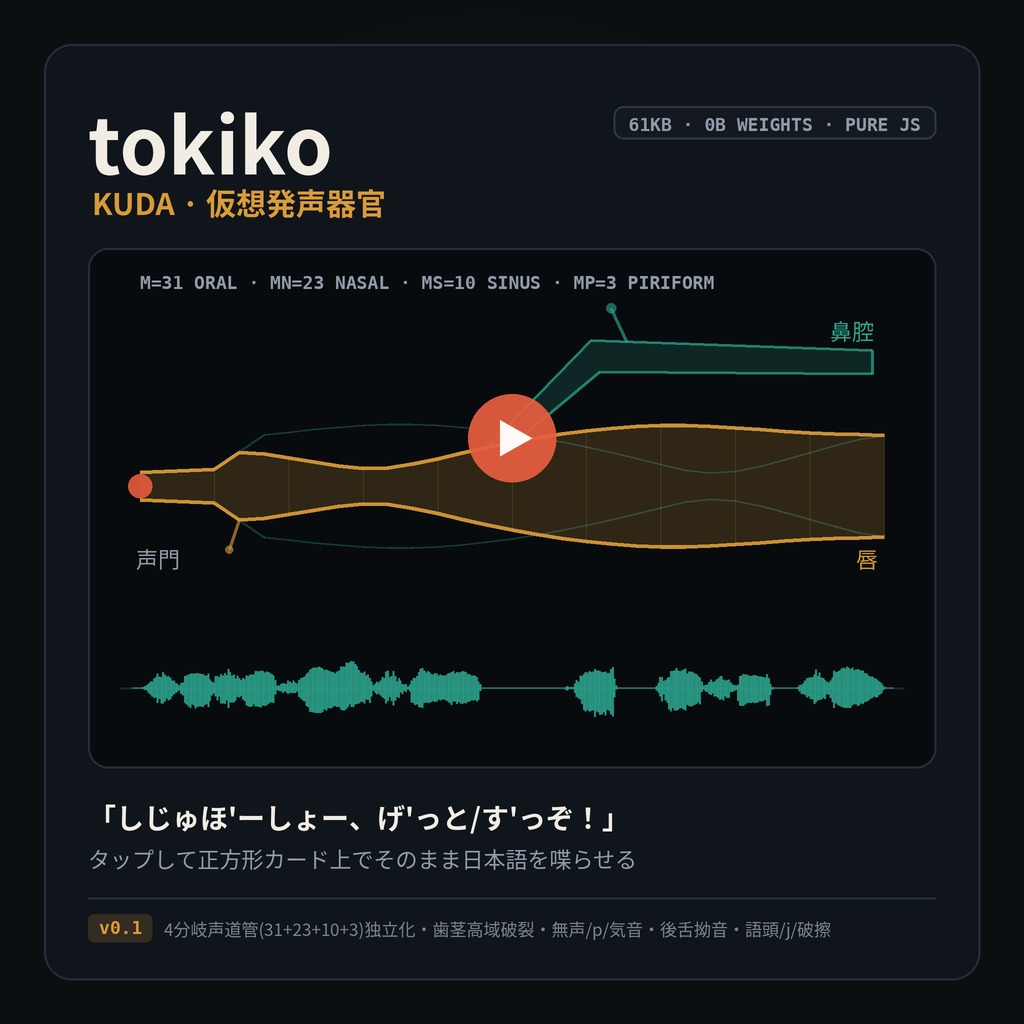 tokiko
61KB · 0B WEIGHTS · PURE JS
KUDA · 仮想発声器官
M=31 ORAL · MN=23 NASAL · MS=10 SINUS · MP=3 PIRIFORM
鼻腔
声門
唇
「しじゅほ'ーしょー、げ'っと/す'っぞ！」
タップして正方形カード上でそのまま日本語を喋らせる
v0.1 4分岐声道管(31+23+10+3)独立化・歯茎高域破裂・無声/p/気音・後舌拗音・語頭/j/破擦